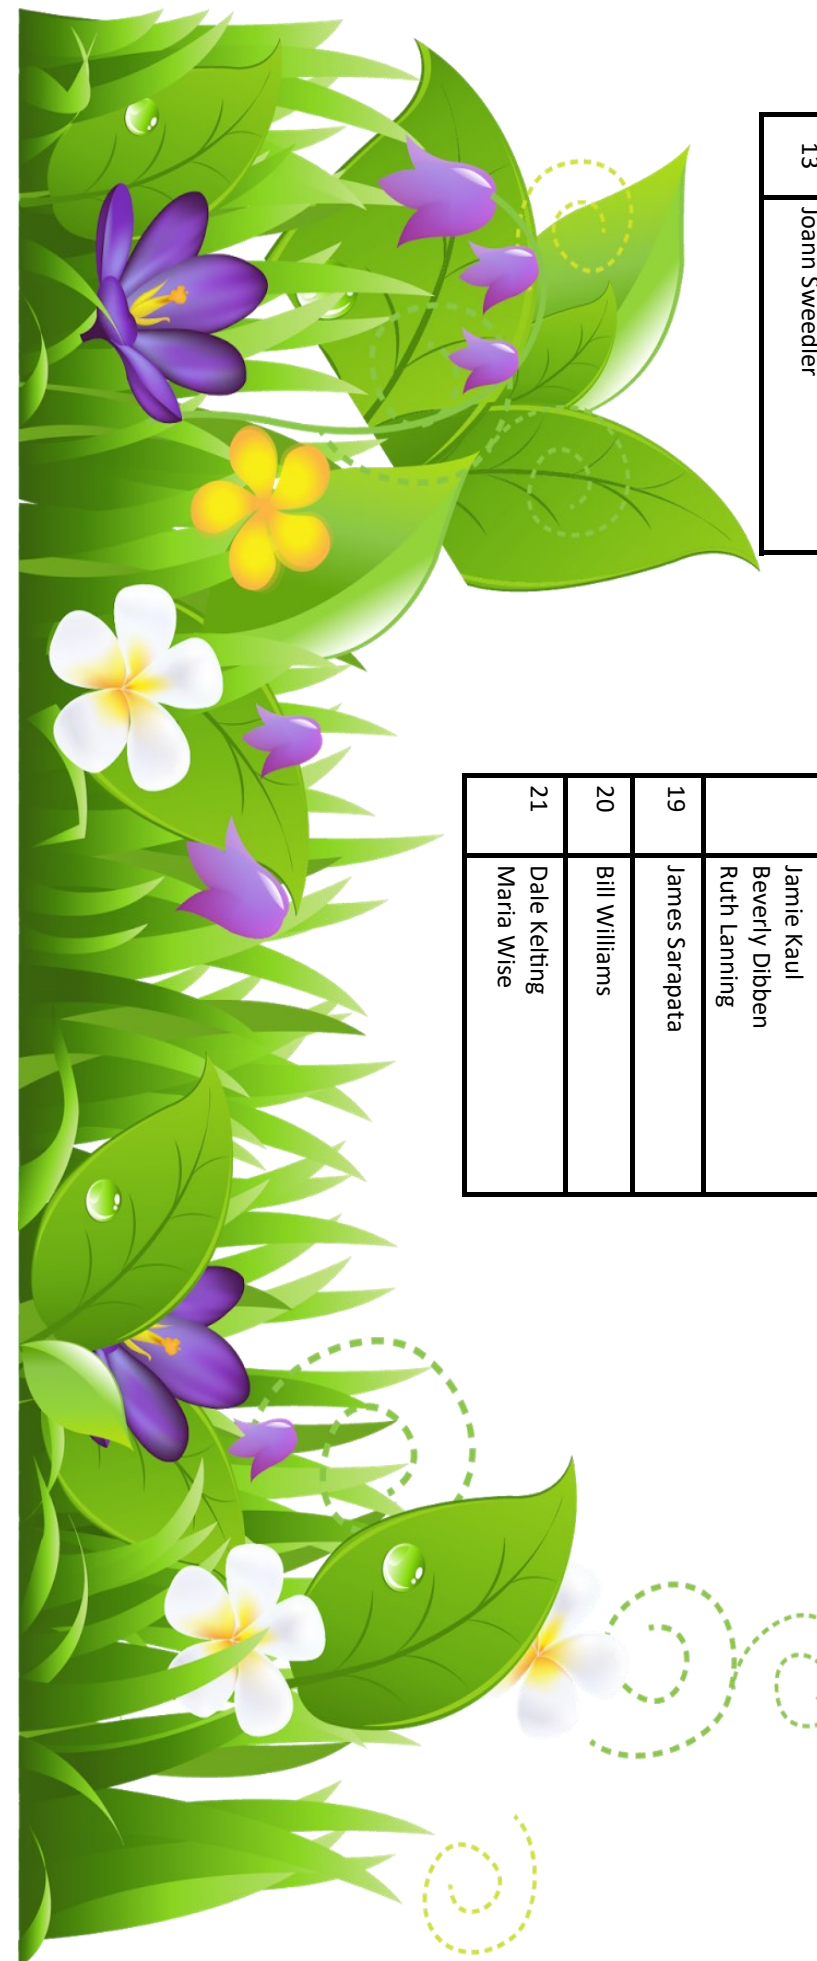 13 Joann Sweedler
Jamie Kaul
Beverly Dibben
Ruth Lanning
19 James Sarapata
20 Bill Williams
21 Dale Kelting
Maria Wise